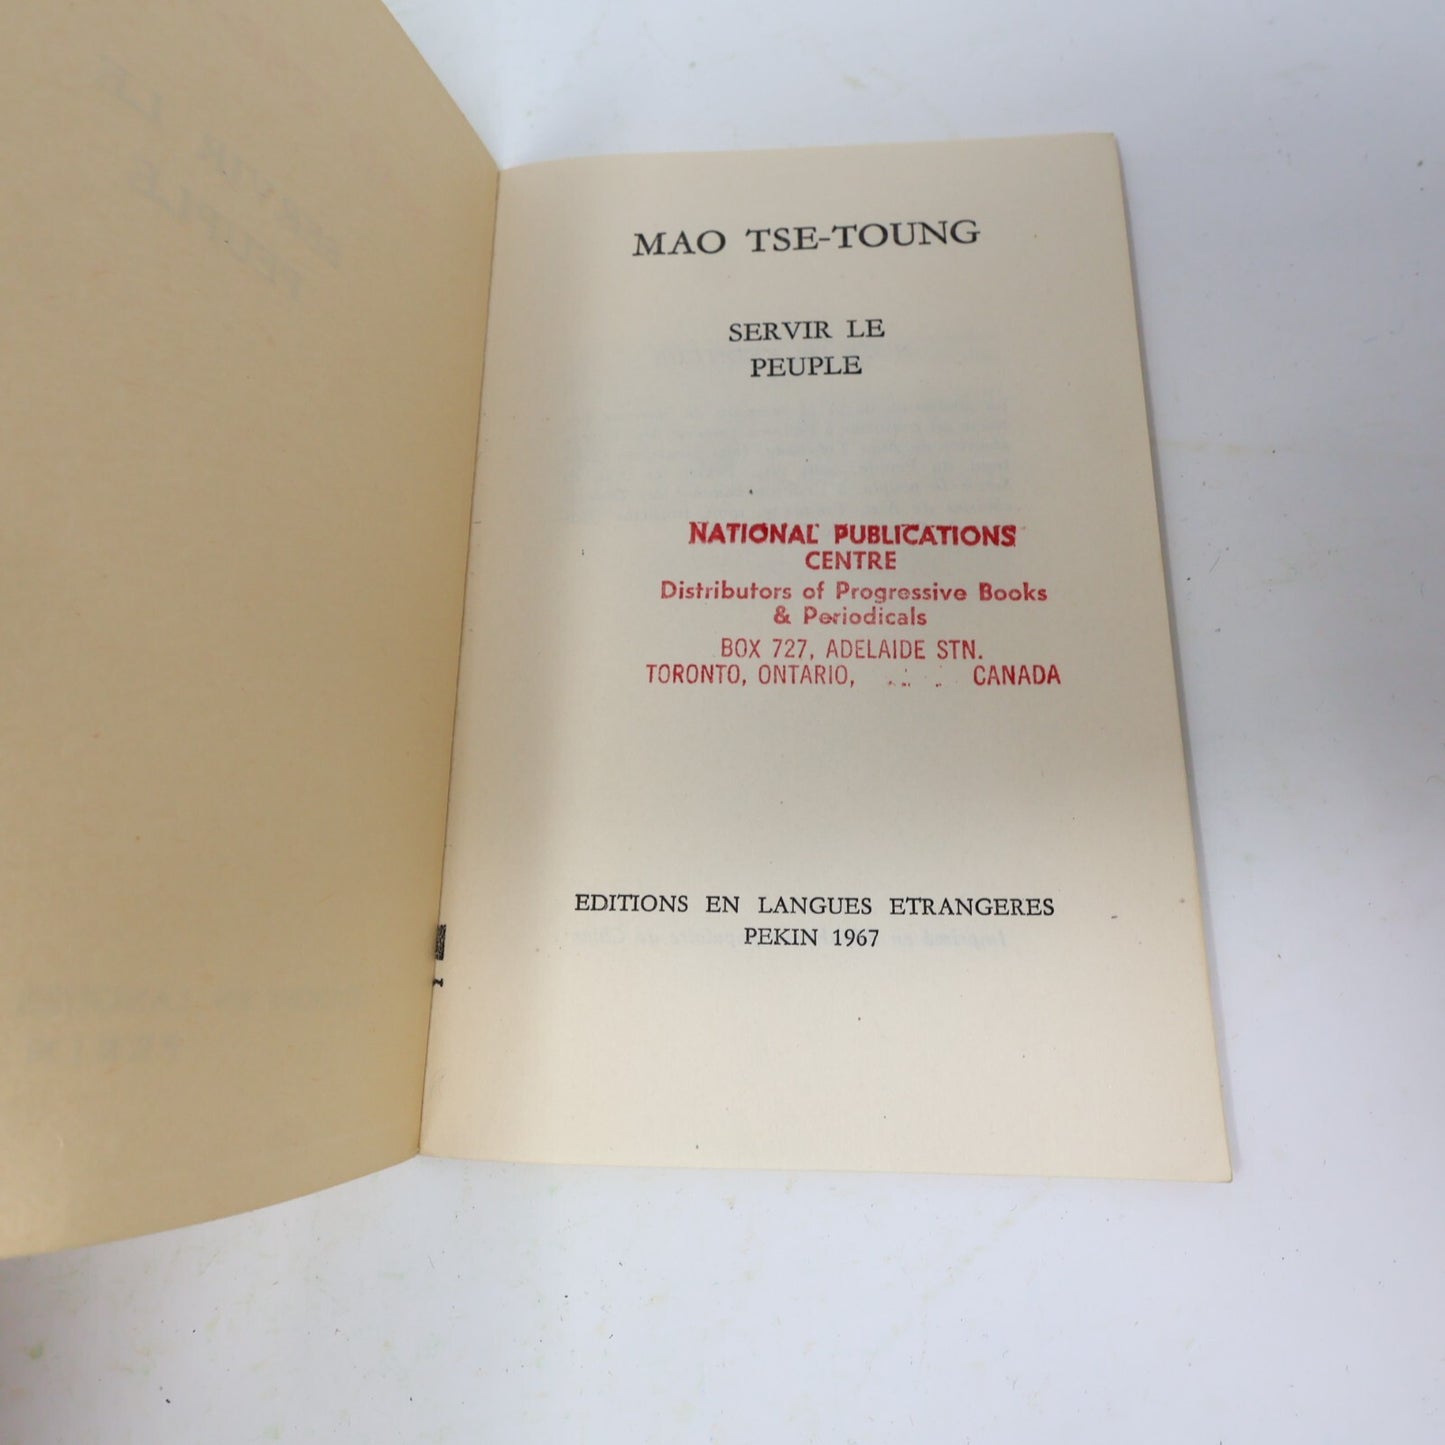 MAO TSE-TOUNG
SERVIR LE
PEUPLE
NATIONAL PUBLICATIONS
CENTRE
Distributors of Progressive Books
& Periodicals
BOX 727, ADELAIDE STN.
TORONTO, ONTARIO, CANADA
EDITIONS EN LANGUES ETRANGERES
PEKIN 1967